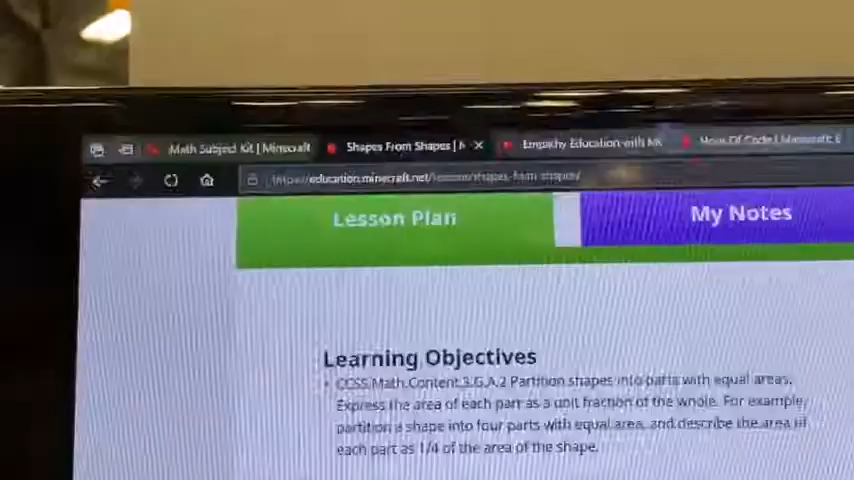 Math Subject Kit | Minecraft
Shapes From Shapes | M
Empathy Education with Mi
Hour Of Code | Minecraft E
https://education.minecraft.net/lessons/shapes-from-shapes/
Lesson Plan
My Notes
Learning Objectives
• CCSS.Math.Content.3.G.A.2 Partition shapes into parts with equal areas.
Express the area of each part as a unit fraction of the whole. For example,
partition a shape into four parts with equal area, and describe the area of
each part as 1/4 of the area of the shape.